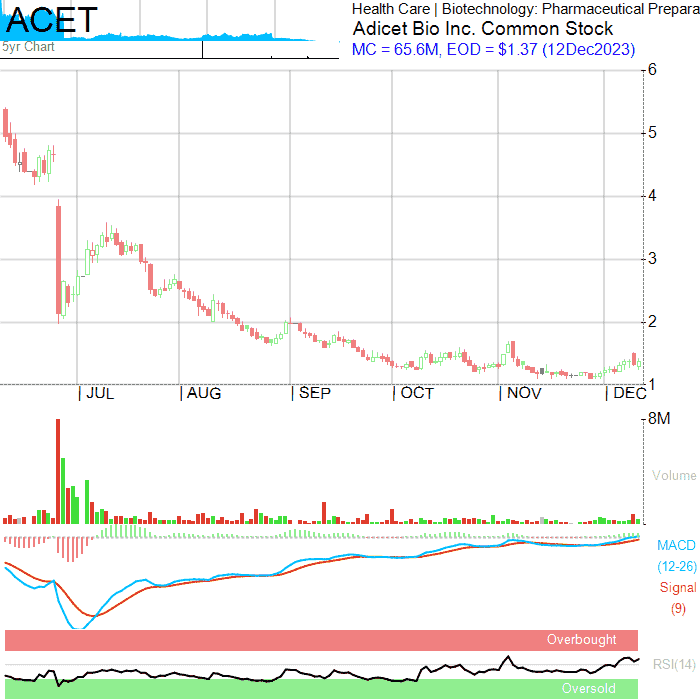 ACET
5yr Chart
Health Care | Biotechnology: Pharmaceutical Prepara
Adicet Bio Inc. Common Stock
MC = 65.6M, EOD = $1.37 (12Dec2023)
6
5
4
3
2
1
JUL
AUG
SEP
OCT
NOV
DEC
8M
Volume
MACD
(12-26)
Signal
(9)
Overbought
RSI(14)
Oversold